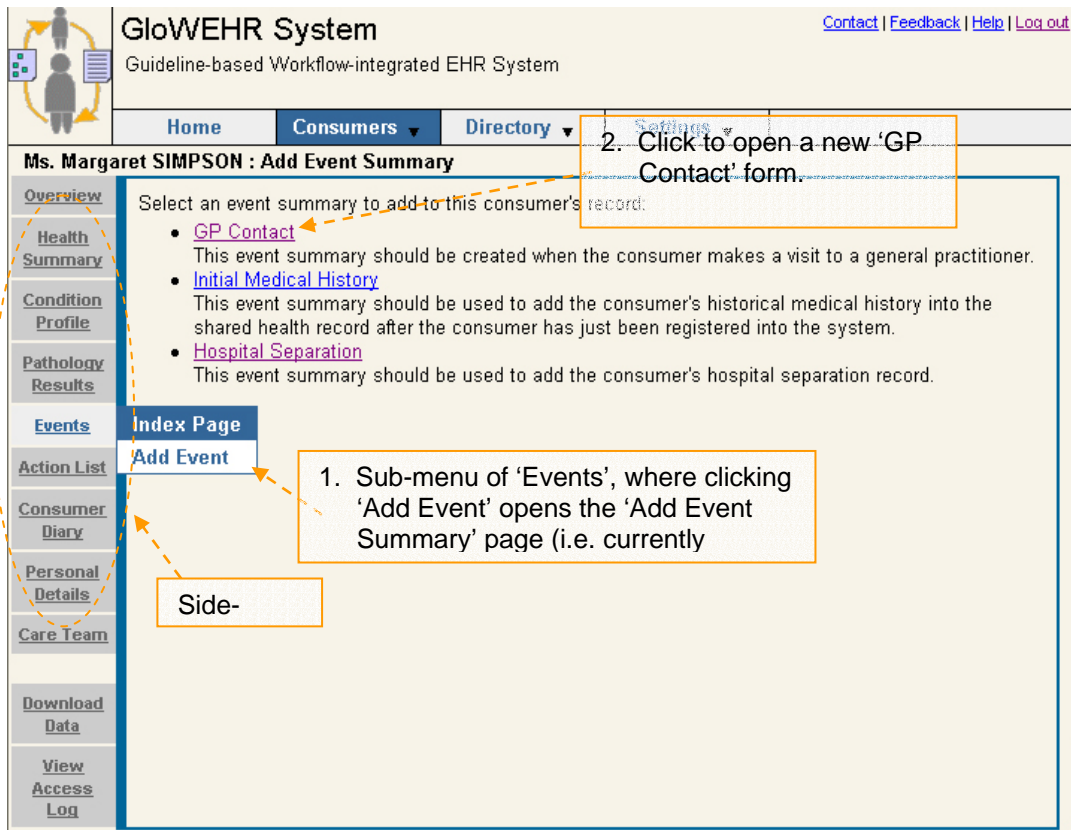 GloWEHR System
Contact | Feedback | Help | Log out
Guideline-based Workflow-integrated EHR System
Home
Consumers
Directory
Settings
Ms. Margaret SIMPSON : Add Event Summary
2. Click to open a new ‘GP
Contact’ form.
Overview
Health
Summary
Condition
Profile
Pathology
Results
Events
Action List
Consumer
Diary
Personal
Details
Care Team
Download
Data
View
Access
Log
Select an event summary to add to this consumer's record:
• GP Contact
This event summary should be created when the consumer makes a visit to a general practitioner.
• Initial Medical History
This event summary should be used to add the consumer's historical medical history into the
shared health record after the consumer has just been registered into the system.
• Hospital Separation
This event summary should be used to add the consumer's hospital separation record.
Index Page
Add Event
1. Sub-menu of ‘Events’, where clicking
‘Add Event’ opens the ‘Add Event
Summary’ page (i.e. currently
Side-